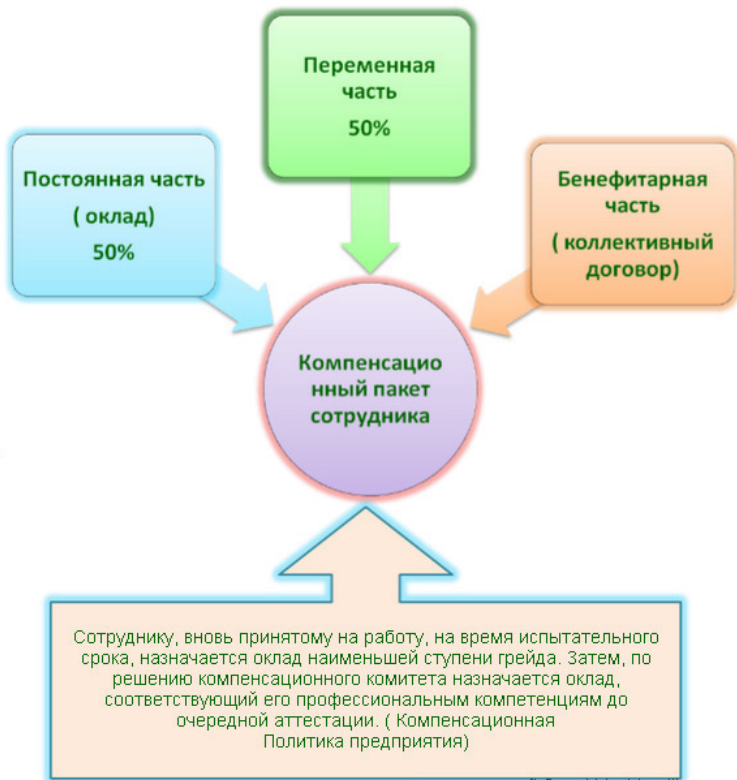 Переменная
часть
50%
Постоянная часть
( оклад)
50%
Бенефитарная
часть
( коллективный
договор)
Компенсацио
нный пакет
сотрудника
Сотруднику, вновь принятому на работу, на время испытательного
срока, назначается оклад наименьшей ступени грейда. Затем, по
решению компенсационного комитета назначается оклад,
соответствующий его профессиональным компетенциям до
очередной аттестации. ( Компенсационная
Политика предприятия)